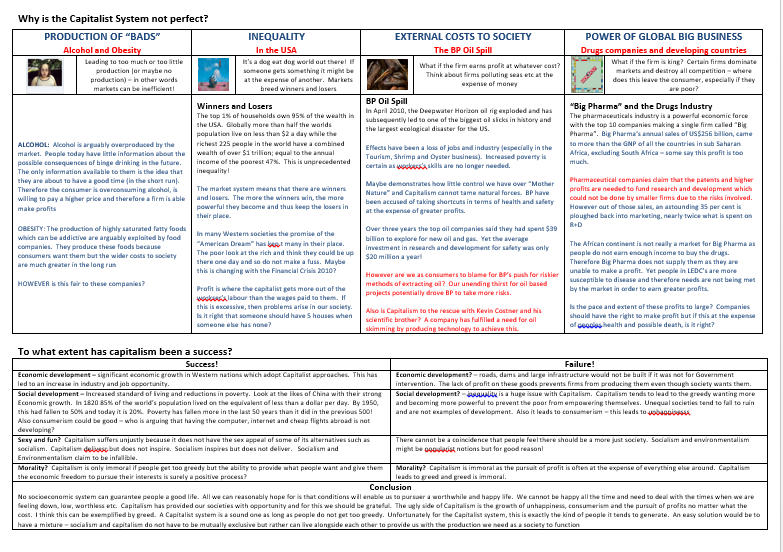 Why is the Capitalist System not perfect?
PRODUCTION OF “BADS”
Alcohol and Obesity
Leading to too much or too little
production (or maybe no
production) – in other words
markets can be inefficient!
ALCOHOL: Alcohol is arguably overproduced by the
market. People today have little information about the
possible consequences of binge drinking in the future.
The only information available to them is the idea that
they are about to have a good time (in the short run).
Therefore the consumer is overconsuming alcohol, is
willing to pay a higher price and therefore a firm is able
make profits
OBESITY: The production of highly saturated fatty foods
which can be addictive are arguably exploited by food
companies. They produce these foods because
consumers want them but the wider costs to society
are much greater in the long run
HOWEVER is this fair to these companies?
INEQUALITY
In the USA
It’s a dog eat dog world out there! If
someone gets something it might be
at the expense of another. Markets
breed winners and losers
Winners and Losers
The top 1% of households own 95% of the wealth in
the USA. Globally more than half the worlds
population live on less than $2 a day while the
richest 225 people in the world have a combined
wealth of over $1 trillion; equal to the annual
income of the poorest 47%. This is unprecedented
inequality!
The market system means that there are winners
and losers. The more the winners win, the more
powerful they become and thus keep the losers in
their place.
In many Western societies the promise of the
“American Dream” has kept many in their place.
The poor look at the rich and think they could be up
there one day and so do not make a fuss. Maybe
this is changing with the Financial Crisis 2010?
Profit is where the capitalist gets more out of the
workers’s labour than the wages paid to them. If
this is excessive, then problems arise in our society.
Is it right that someone should have 5 houses when
someone else has none?
EXTERNAL COSTS TO SOCIETY
The BP Oil Spill
What if the firm earns profit at whatever cost?
Think about firms polluting seas etc at the
expense of money
BP Oil Spill
In April 2010, the Deepwater Horizon oil rig exploded and has
subsequently led to one of the biggest oil slicks in history and
the largest ecological disaster for the US.
Effects have been a loss of jobs and industry (especially in the
Tourism, Shrimp and Oyster business). Increased poverty is
certain as skills are no longer needed.
Maybe demonstrates how little control we have over “Mother
Nature” and Capitalism cannot tame natural forces. BP have
been accused of taking shortcuts in terms of health and safety
at the expense of greater profits.
Over three years the top oil companies said they had spent $39
billion to explore for new oil and gas. Yet the average
investment in research and development for safety was only
$20 million a year!
However are we as consumers to blame for BP’s push for riskier
methods of extracting oil? Our unending thirst for oil based
projects potentially drove BP to take more risks.
Also is Capitalism to the rescue with Kevin Costner and his
scientific brother? A company has fulfilled a need for oil
skimming by producing technology to achieve this.
POWER OF GLOBAL BIG BUSINESS
Drugs companies and developing countries
What if the firm is king? Certain firms dominate
markets and destroy all competition – where
does this leave the consumer, especially if they
are poor?
“Big Pharma” and the Drugs Industry
The pharmaceuticals industry is a powerful economic force
with the top 10 companies making a single firm called “Big
Pharma”. Big Pharma’s annual sales of US$256 billion, came
to more than the GNP of all the countries in sub Saharan
Africa, excluding South Africa – some say this profit is too
much.
Pharmaceutical companies claim that the patents and higher
profits are needed to fund research and development which
could not be done by smaller firms due to the risks involved.
However out of those sales, an astounding 35 per cent is
ploughed back into marketing, nearly twice what is spent on
R+D
The African continent is not really a market for Big Pharma as
people do not earn enough income to buy the drugs.
Therefore Big Pharma does not supply them as they are
unable to make a profit. Yet people in LEDC’s are more
susceptible to disease and therefore needs are not being met
by the market in order to earn greater profits.
Is the pace and extent of these profits to large? Companies
should have the right to make profit but if this at the expense
of peoples health and possible death, is it right?
To what extent has capitalism been a success?
Success!
Failure!
Economic development – significant economic growth in Western nations which adopt Capitalist approaches. This has
led to an increase in industry and job opportunity.
Economic development: – roads, dams and large infrastructure would not be built if it was not for Government
intervention. The lack of profit on these goods prevents firms from producing them even though society wants them.
Social development – Increased standard of living and reductions in poverty. Look at the likes of China with their strong
Economic growth. In 1820 85% of the world’s population lived on the equivalent of less than a dollar per day. By 1950,
this had fallen to 50% and today it is 20%. Poverty has fallen more in the last 50 years than it did in the previous 500!
Also consumerism could be good – who is arguing that having the computer, internet and cheap flights abroad is not
developing?
Social development? – inequality is a huge issue with Capitalism. Capitalism tends to lead to the greedy wanting more
and becoming more powerful to prevent the poor from empowering themselves. Unequal societies tend to fall to ruin
and are not examples of development. Also it leads to consumerism – this leads to unhappiness.
Sexy and fun? Capitalism suffers unjustly because it does not have the sex appeal of some of its alternatives such as
socialism. Capitalism delivers but does not inspire. Socialism inspires but does not deliver. Socialism and
Environmentalism claim to be infallible.
There cannot be a coincidence that people feel there should be a more just society. Socialism and environmentalism
might be notions but for good reason!
Morality? Capitalism is only immoral if people get too greedy but the ability to provide what people want and give them
the economic freedom to pursue their interests is surely a positive process?
Morality? Capitalism is immoral as the pursuit of profit is often at the expense of everything else around. Capitalism
leads to greed and greed is immoral.
Conclusion
No socioeconomic system can guarantee people a good life. All we can reasonably hope for is that conditions will enable us to pursuer a worthwhile and happy life. We cannot be happy all the time and need to deal with the times when we are
feeling down, low, worthless etc. Capitalism has provided our societies with opportunity and for this we should be grateful. The ugly side of Capitalism is the growth of unhappiness, consumerism and the pursuit of profits no matter what the
cost. I think this can be exemplified by greed. A Capitalist system is a sound one as long as people do not get too greedy. Unfortunately for the Capitalist system, this is exactly the kind of people it tends to generate. An easy solution would be to
have a mixture – socialism and capitalism do not have to be mutually exclusive but rather can live alongside each other to provide us with the production we need as a society to function